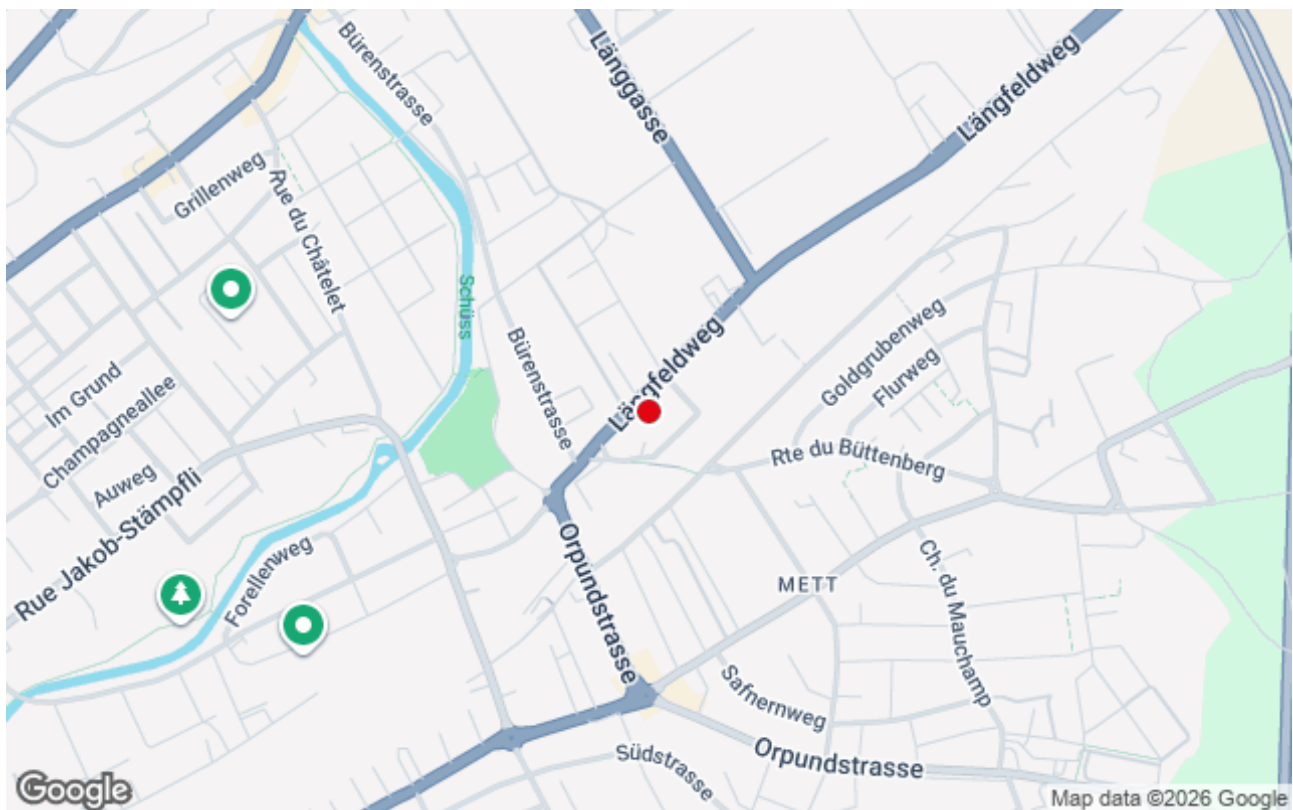 Bürenstrasse
Länggasse
Längfeldweg
Grillenweg
Rue du Châtelet
Schüss
Bürenstrasse
Längfeldweg
Goldgrubenweg
Flurweg
Im Grund
Champagneallee
Auweg
Rue Jakob-Stämpfli
Rte du Büttenberg
Forellenweg
Orpundstrasse
METT
Ch. du Mauchamp
Safnernweg
Südstrasse
Orpundstrasse
Google
Map data ©2026 Google